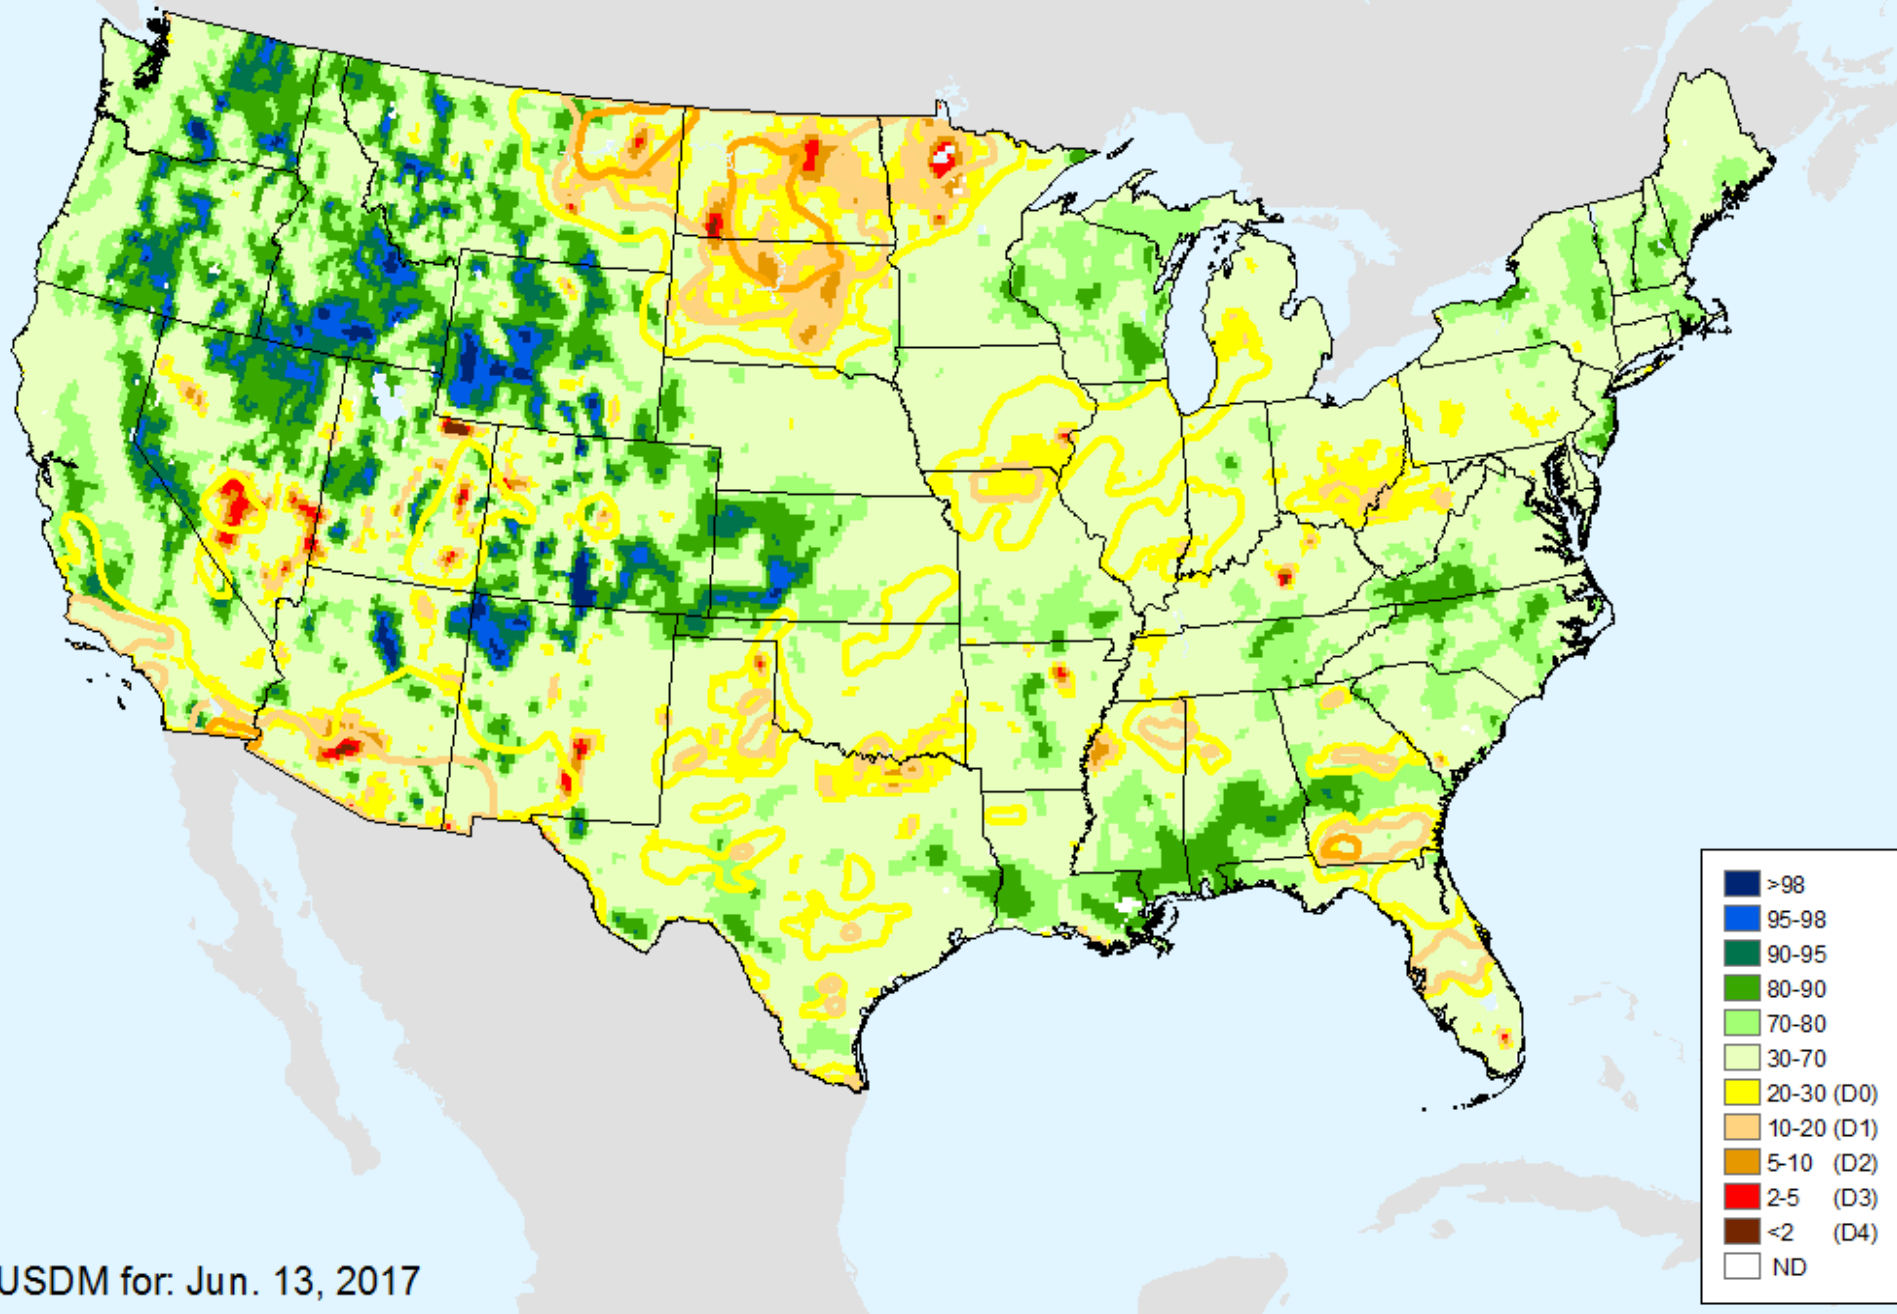 >98
95-98
90-95
80-90
70-80
30-70
20-30 (D0)
10-20 (D1)
5-10 (D2)
2-5 (D3)
<2 (D4)
ND
USDM for: Jun. 13, 2017